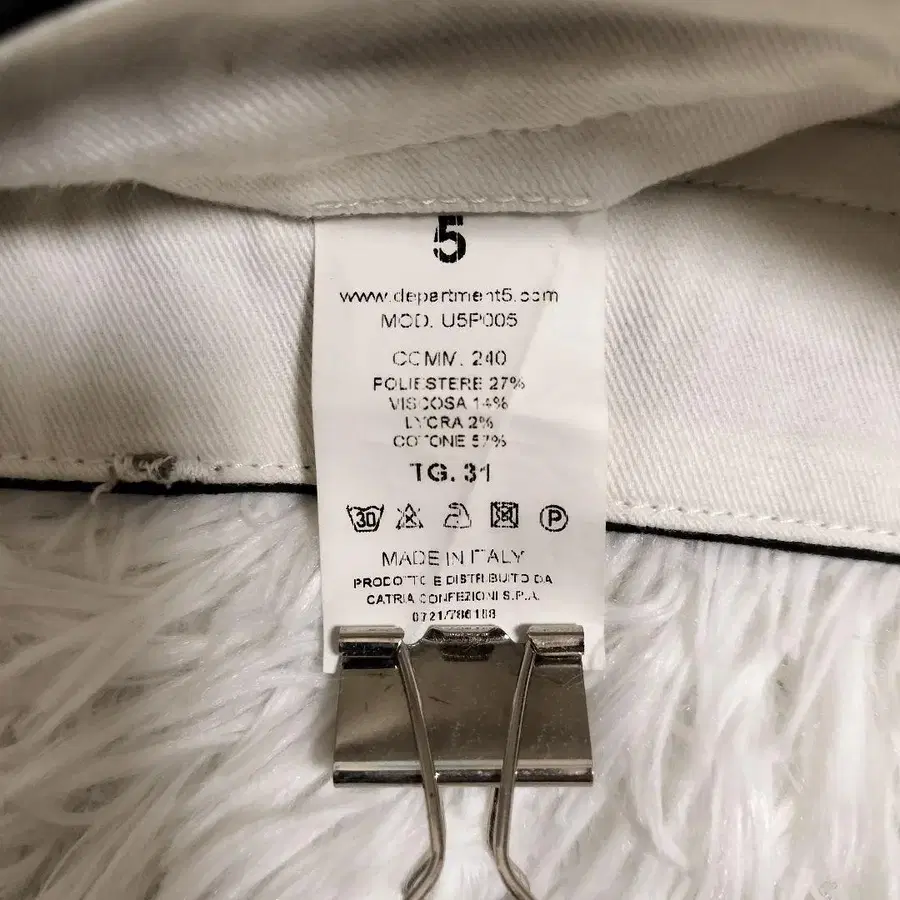 5
www.department5.com
MOD. U5P005
COMM. 240
POLIESTERE 27%
VISCOSA 14%
LYCRA 2%
COTONE 57%
TG. 31
30 P
MADE IN ITALY
PRODOTTO E DISTRIBUITO DA
CATRIA CONFEZIONI S.P.A.
0721/786188